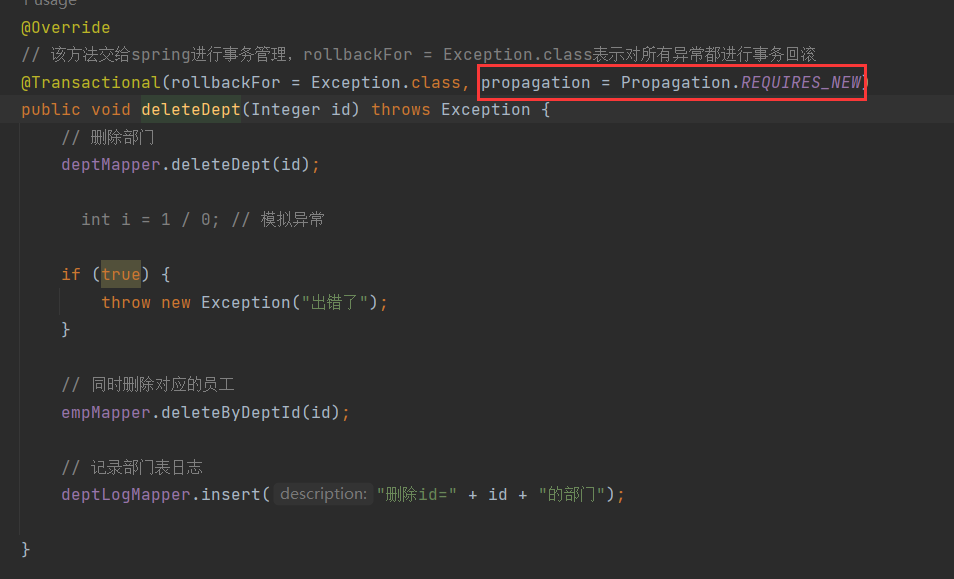 usage
@Override
// 该方法交给spring进行事务管理，rollbackFor = Exception.class表示对所有异常都进行事务回滚
@Transactional(rollbackFor = Exception.class, propagation = Propagation.REQUIRES_NEW)
public void deleteDept(Integer id) throws Exception {
// 删除部门
deptMapper.deleteDept(id);
int i = 1 / 0; // 模拟异常
if (true) {
throw new Exception("出错了");
}
// 同时删除对应的员工
empMapper.deleteByDeptId(id);
// 记录部门表日志
deptLogMapper.insert( description: "删除id=" + id + "的部门");
}